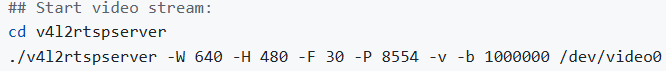 ## Start video stream:
cd v4l2rtspserver
./v4l2rtspserver -W 640 -H 480 -F 30 -P 8554 -v -b 1000000 /dev/video0